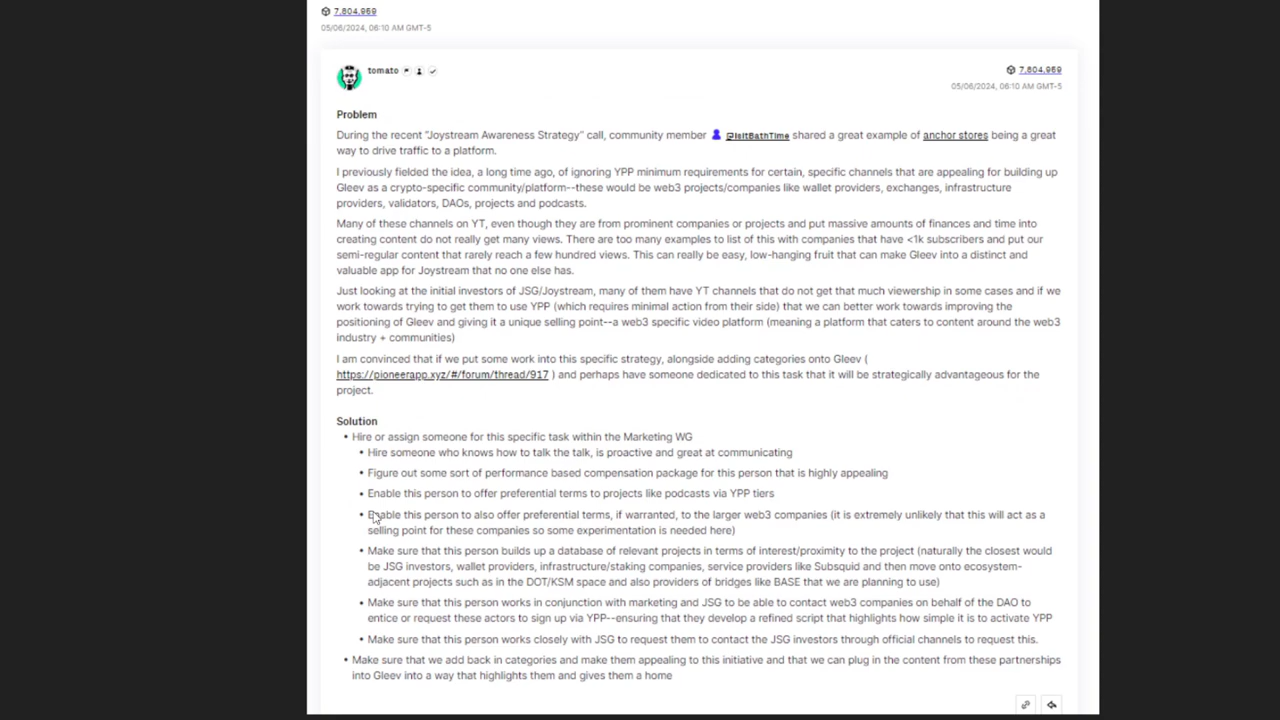 7,804,959
05/06/2024, 06:10 AM GMT-5
tomato
7,804,959
05/06/2024, 06:10 AM GMT-5
Problem
During the recent "Joystream Awareness Strategy" call, community member @leitBathTime shared a great example of anchor stores being a great
way to drive traffic to a platform.
I previously fielded the idea, a long time ago, of ignoring YPP minimum requirements for certain, specific channels that are appealing for building up
Gleev as a crypto-specific community/platform--these would be web3 projects/companies like wallet providers, exchanges, infrastructure
providers, validators, DAOs, projects and podcasts.
Many of these channels on YT, even though they are from prominent companies or projects and put massive amounts of finances and time into
creating content do not really get many views. There are too many examples to list of this with companies that have <1k subscribers and put our
semi-regular content that rarely reach a few hundred views. This can really be easy, low-hanging fruit that can make Gleev into a distinct and
valuable app for Joystream that no one else has.
Just looking at the initial investors of JSG/Joystream, many of them have YT channels that do not get that much viewership in some cases and if we
work towards trying to get them to use YPP (which requires minimal action from their side) that we can better work towards improving the
positioning of Gleev and giving it a unique selling point--a web3 specific video platform (meaning a platform that caters to content around the web3
industry + communities)
I am convinced that if we put some work into this specific strategy, alongside adding categories onto Gleev (
https://pioneerapp.xyz/#/forum/thread/917 ) and perhaps have someone dedicated to this task that it will be strategically advantageous for the
project.
Solution
• Hire or assign someone for this specific task within the Marketing WG
• Hire someone who knows how to talk the talk, is proactive and great at communicating
• Figure out some sort of performance based compensation package for this person that is highly appealing
• Enable this person to offer preferential terms to projects like podcasts via YPP tiers
• Enable this person to also offer preferential terms, if warranted, to the larger web3 companies (it is extremely unlikely that this will act as a
selling point for these companies so some experimentation is needed here)
• Make sure that this person builds up a database of relevant projects in terms of interest/proximity to the project (naturally the closest would
be JSG investors, wallet providers, infrastructure/staking companies, service providers like Subsquid and then move onto ecosystem-
adjacent projects such as in the DOT/KSM space and also providers of bridges like BASE that we are planning to use)
• Make sure that this person works in conjunction with marketing and JSG to be able to contact web3 companies on behalf of the DAO to
entice or request these actors to sign up via YPP--ensuring that they develop a refined script that highlights how simple it is to activate YPP
• Make sure that this person works closely with JSG to request them to contact the JSG investors through official channels to request this.
• Make sure that we add back in categories and make them appealing to this initiative and that we can plug in the content from these partnerships
into Gleev into a way that highlights them and gives them a home